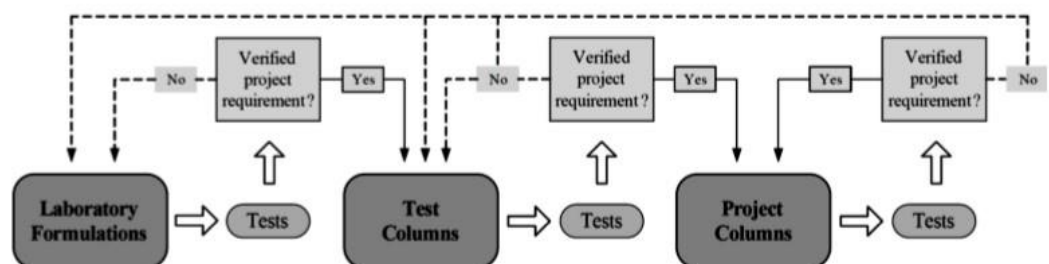 Verified
project
requirement?
No
Yes
Verified
project
requirement?
No
Yes
Verified
project
requirement?
Yes
No
Laboratory
Formulations
Tests
Test
Columns
Tests
Project
Columns
Tests